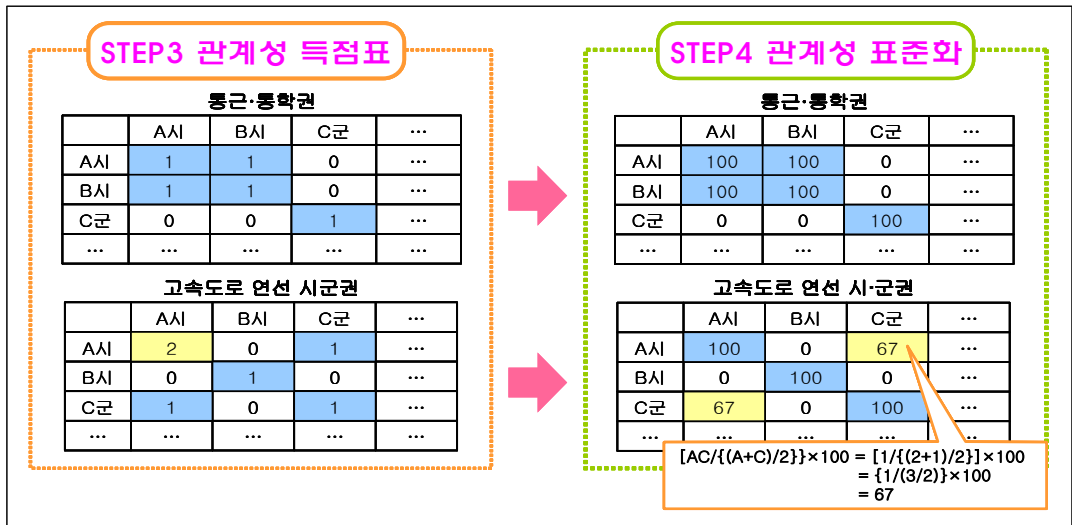 STEP3 관계성 득점표
통근·통학권
A시 B시 C군 …
A시 1 1 0 …
B시 1 1 0 …
C군 0 0 1 …
… … … … …
고속도로 연선 시군권
A시 B시 C군 …
A시 2 0 1 …
B시 0 1 0 …
C군 1 0 1 …
… … … … …
STEP4 관계성 표준화
통근·통학권
A시 B시 C군 …
A시 100 100 0 …
B시 100 100 0 …
C군 0 0 100 …
… … … … …
고속도로 연선 시·군권
A시 B시 C군 …
A시 100 0 67 …
B시 0 100 0 …
C군 67 0 100 …
… … … … …
[AC/{(A+C)/2}}×100 = [1/{(2+1)/2}]×100
= {1/(3/2)}×100
= 67